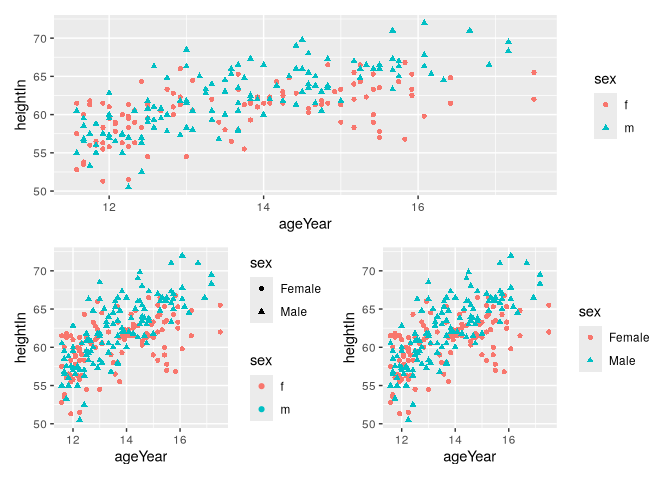 70
65
60
55
50
heightIn
12
14
16
ageYear
sex
f
m
70
65
60
55
50
heightIn
12
14
16
ageYear
sex
Female
Male
sex
f
m
70
65
60
55
50
heightIn
12
14
16
ageYear
sex
Female
Male